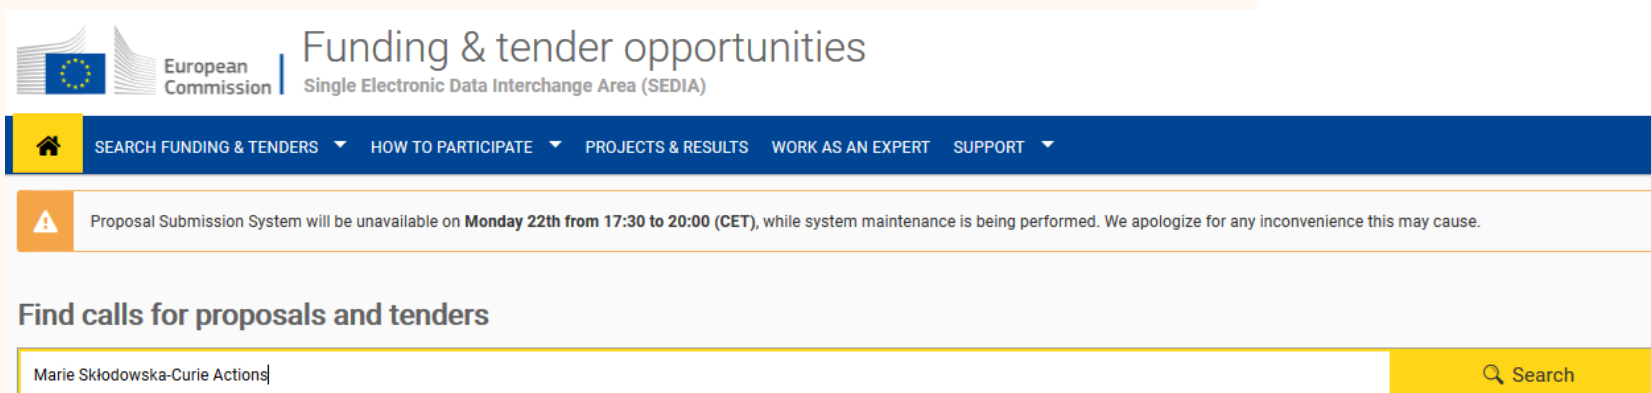 European
Commission
Funding & tender opportunities
Single Electronic Data Interchange Area (SEDIA)
SEARCH FUNDING & TENDERS HOW TO PARTICIPATE PROJECTS & RESULTS WORK AS AN EXPERT SUPPORT
Proposal Submission System will be unavailable on Monday 22th from 17:30 to 20:00 (CET), while system maintenance is being performed. We apologize for any inconvenience this may cause.
Find calls for proposals and tenders
Marie Skłodowska-Curie Actions Search